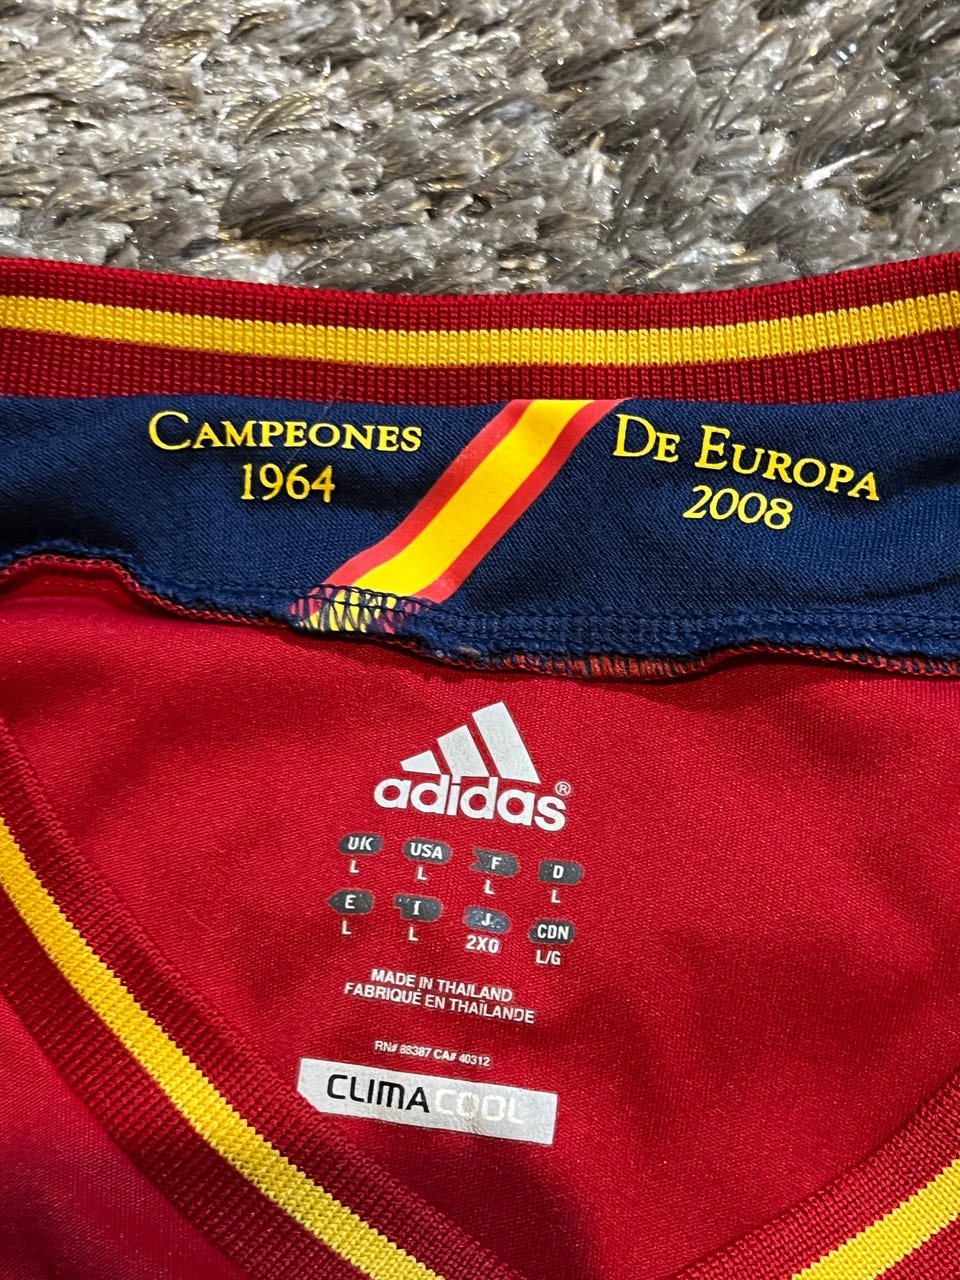 CAMPEONES
1964
DE EUROPA
2008
adidas®
UK USA F D
L L L L
E I J CDN
L L 2XO L/G
MADE IN THAILAND
FABRIQUÉ EN THAÏLANDE
RN# 88387 CA# 40312
CLIMACOOL